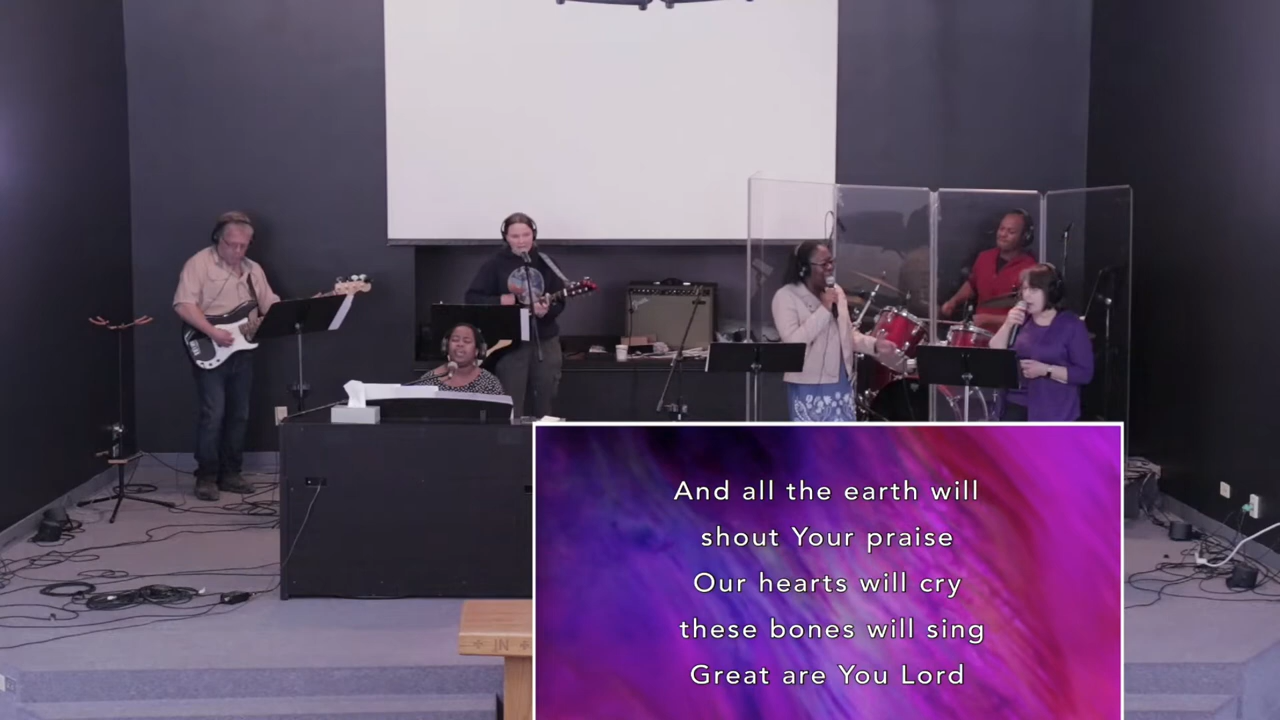 And all the earth will
shout Your praise
Our hearts will cry
these bones will sing
Great are You Lord
IN